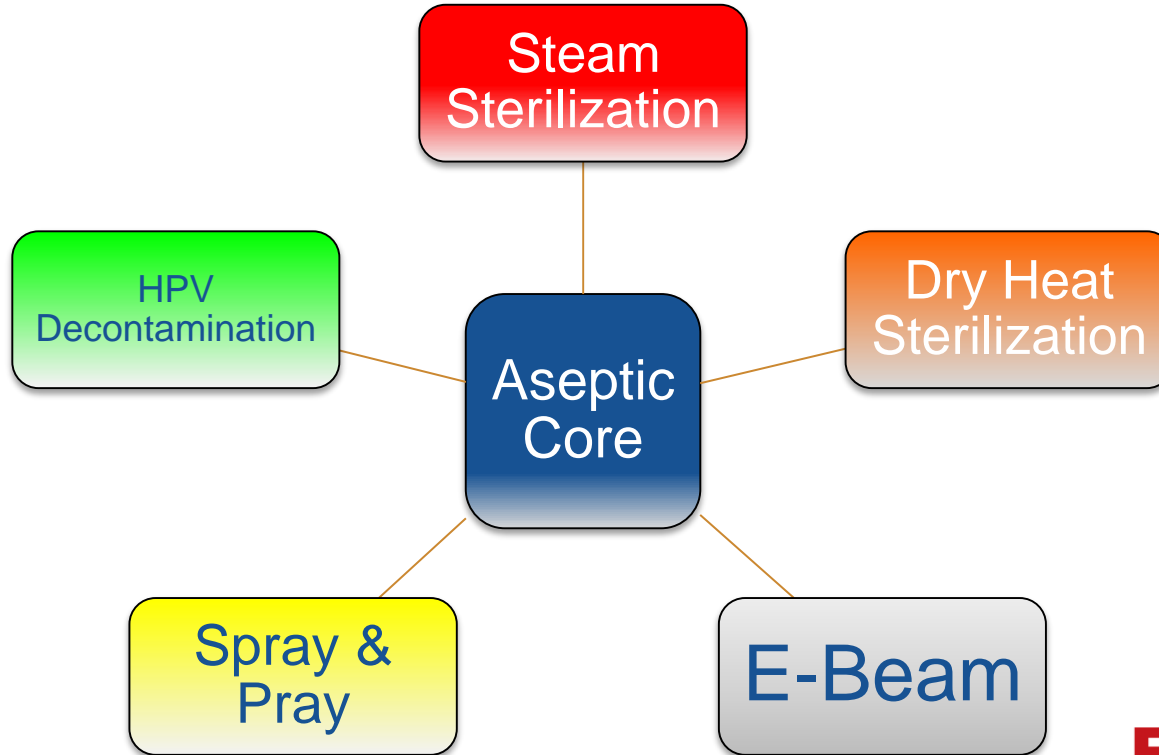 Steam
Sterilization
HPV
Decontamination
Dry Heat
Sterilization
Aseptic
Core
Spray &
Pray
E-Beam